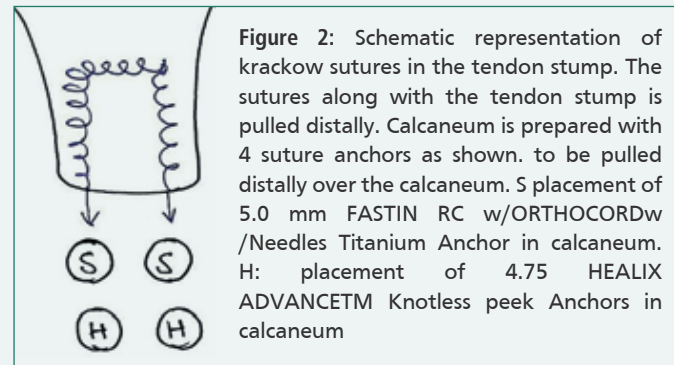 Figure 2: Schematic representation of
krackow sutures in the tendon stump. The
sutures along with the tendon stump is
pulled distally. Calcaneum is prepared with
4 suture anchors as shown. to be pulled
distally over the calcaneum. S placement of
5.0 mm FASTIN RC w/ORTHOCORDw
/Needles Titanium Anchor in calcaneum.
H: placement of 4.75 HEALIX
ADVANCETM Knotless peek Anchors in
calcaneum
S S
H H